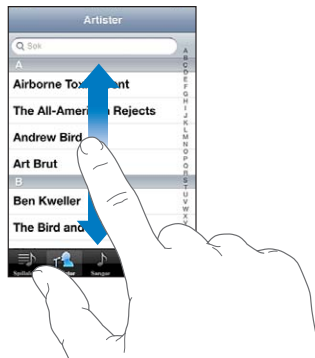 Artister
Søk
A
Airborne Tox nt
The All-American Rejects
Andrew Bird
Art Brut
B
Ben Kweller
The Bird and
Sanger
A
B
C
D
E
F
G
H
I
J
K
L
M
N
O
P
Q
R
S
T
U
V
W
X